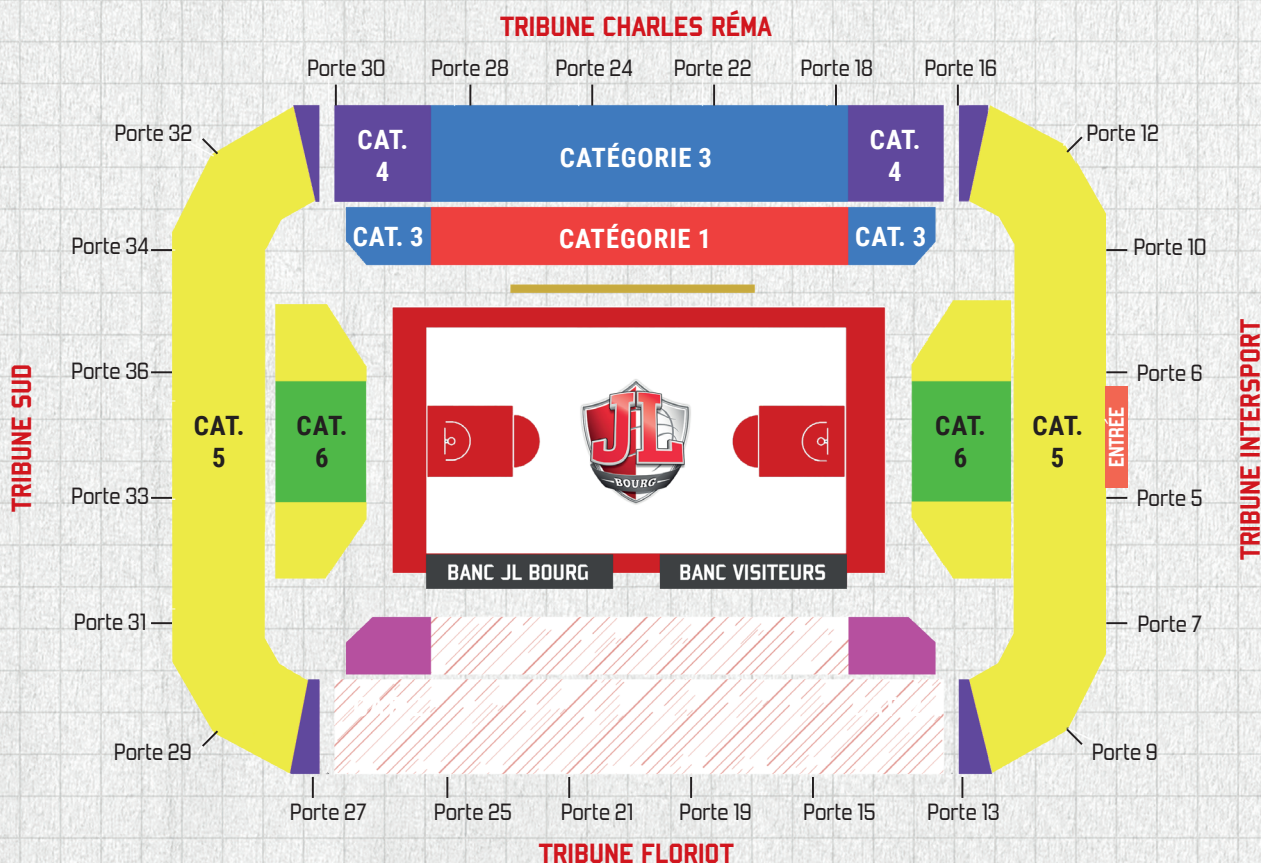 TRIBUNE CHARLES RÉMA
Porte 30
Porte 28
Porte 24
Porte 22
Porte 18
Porte 16
Porte 32
Porte 12
CAT.
4
CATÉGORIE 3
CAT.
4
Porte 34
CAT. 3
CATÉGORIE 1
CAT. 3
Porte 10
Porte 36
Porte 6
TRIBUNE SUD
CAT.
5
CAT.
6
JL
BOURG
CAT.
6
CAT.
5
ENTRÉE
TRIBUNE INTERSPORT
Porte 33
Porte 5
BANC JL BOURG
BANC VISITEURS
Porte 31
Porte 7
Porte 29
Porte 9
Porte 27
Porte 25
Porte 21
Porte 19
Porte 15
Porte 13
TRIBUNE FLORIOT